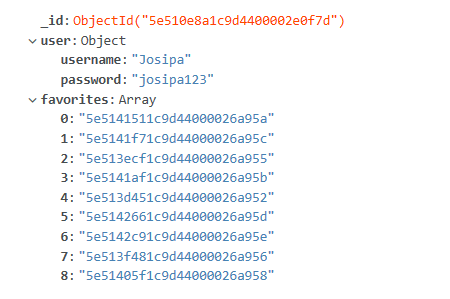 _id: ObjectId("5e510e8a1c9d4400002e0f7d")
user: Object
username: "Josipa"
password: "josipa123"
favorites: Array
0: "5e5141511c9d44000026a95a"
1: "5e5141f71c9d44000026a95c"
2: "5e513ecf1c9d44000026a955"
3: "5e5141af1c9d44000026a95b"
4: "5e513d451c9d44000026a952"
5: "5e5142661c9d44000026a95d"
6: "5e5142c91c9d44000026a95e"
7: "5e513f481c9d44000026a956"
8: "5e51405f1c9d44000026a958"